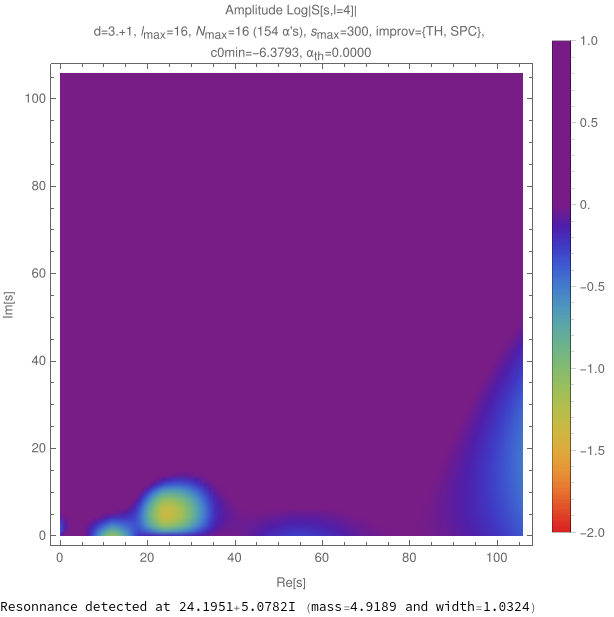 Amplitude Log|S[s,l=4]|
d=3.+1, lmax=16, Nmax=16 (154 α's), smax=300, improv={TH, SPC},
c0min=-6.3793, αth=0.0000
1.0
0.5
0.
-0.5
-1.0
-1.5
-2.0
100
80
60
40
20
0
Im[s]
0 20 40 60 80 100
Re[s]
Resonnance detected at 24.1951+5.0782I (mass=4.9189 and width=1.0324)